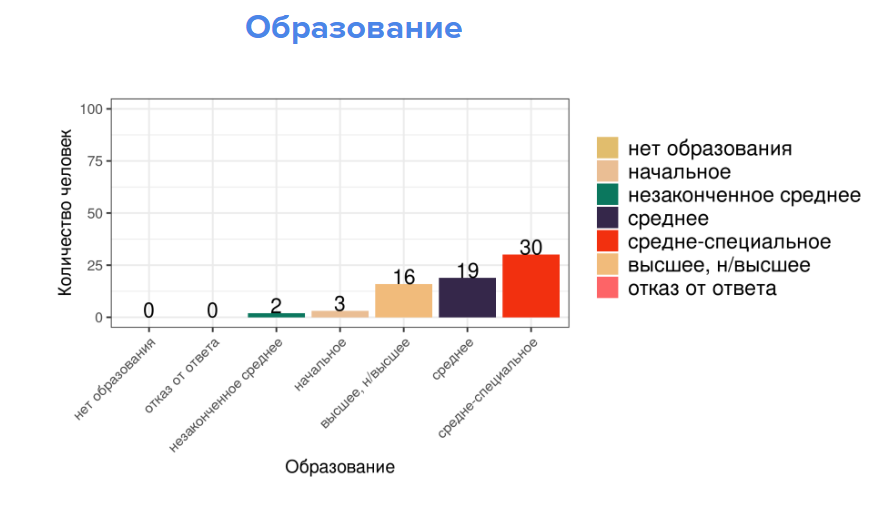 Образование
Количество человек
100
75
50
25
0
0
0
2
3
16
19
30
нет образования
отказ от ответа
незаконченное среднее
начальное
высшее, н/высшее
среднее
средне-специальное
Образование
нет образования
начальное
незаконченное среднее
среднее
средне-специальное
высшее, н/высшее
отказ от ответа